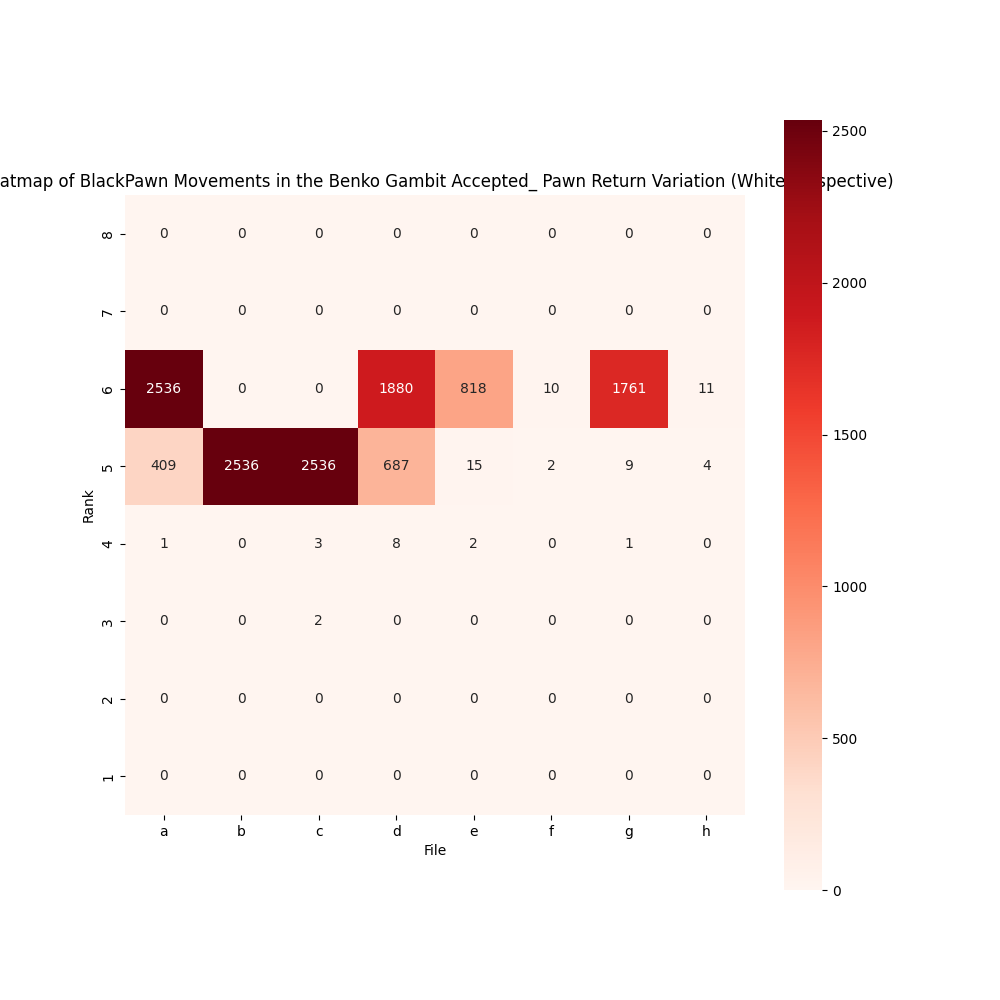 2500
atmap of BlackPawn Movements in the Benko Gambit Accepted_ Pawn Return Variation (White spective)
8 0 0 0 0 0 0 0 0
7 0 0 0 0 0 0 0 0
2000
6 2536 0 0 1880 818 10 1761 11
1500
5 409 2536 2536 687 15 2 9 4
Rank
4 1 0 3 8 2 0 1 0
1000
3 0 0 2 0 0 0 0 0
2 0 0 0 0 0 0 0 0
500
1 0 0 0 0 0 0 0 0
a b c d e f g h
File
0